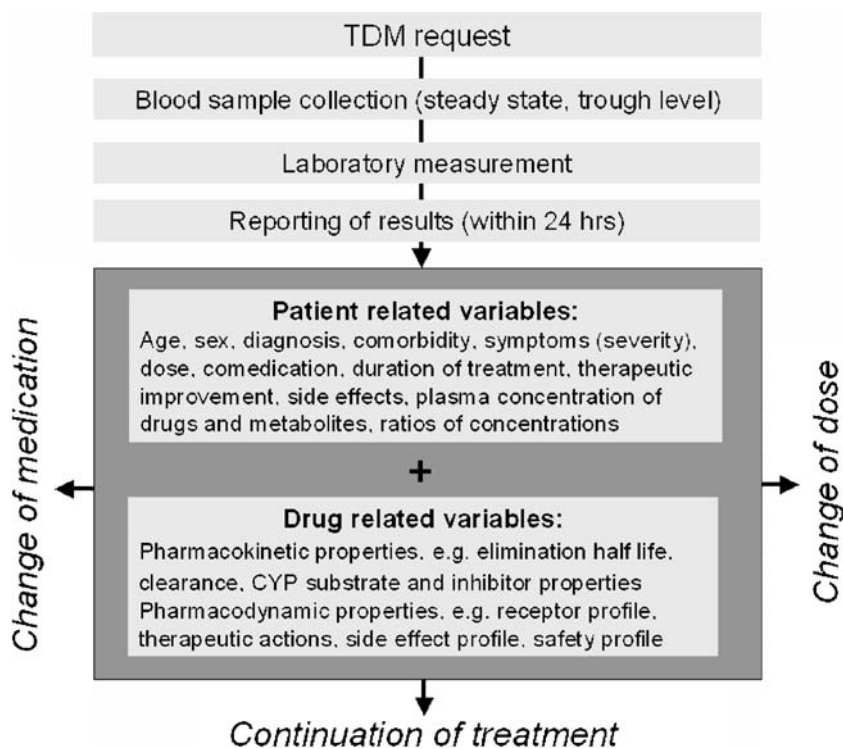 TDM request
Blood sample collection (steady state, trough level)
Laboratory measurement
Reporting of results (within 24 hrs)
Patient related variables:
Age, sex, diagnosis, comorbidity, symptoms (severity),
dose, comedication, duration of treatment, therapeutic
improvement, side effects, plasma concentration of
drugs and metabolites, ratios of concentrations
+
Drug related variables:
Pharmacokinetic properties, e.g. elimination half life,
clearance, CYP substrate and inhibitor properties
Pharmacodynamic properties, e.g. receptor profile,
therapeutic actions, side effect profile, safety profile
Change of medication
Change of dose
Continuation of treatment